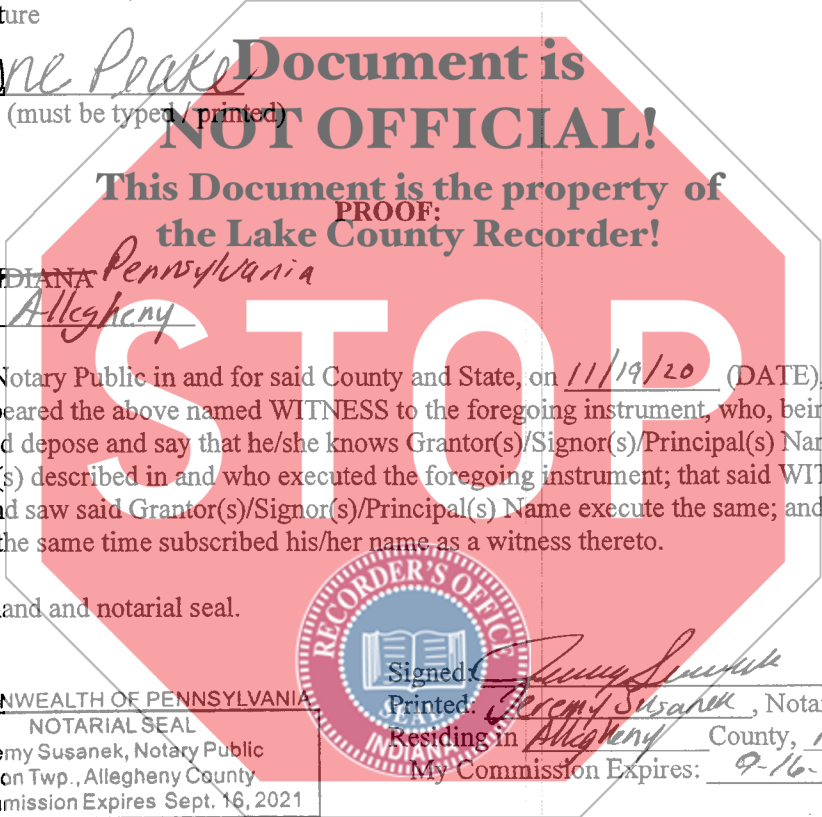 ture
ne Peake
(must be typed / printed)
Document is
NOT OFFICIAL!
This Document is the property of
the Lake County Recorder!
PROOF:
DIANA Pennsylvania
Allegheny
STOP
Notary Public in and for said County and State, on 11/19/20 (DATE),
peared the above named WITNESS to the foregoing instrument, who, bein
d depose and say that he/she knows Grantor(s)/Signor(s)/Principal(s) Nam
(s) described in and who executed the foregoing instrument; that said WIT
nd saw said Grantor(s)/Signor(s)/Principal(s) Name execute the same; and
the same time subscribed his/her name as a witness thereto.
and and notarial seal.
RECORDER'S OFFICE
SEAL
INDIANA
Signed:
Printed: Jeremy Susanek, Notar
Residing in Allegheny County,
My Commission Expires: 9-16-
NWEALTH OF PENNSYLVANIA
NOTARIAL SEAL
emy Susanek, Notary Public
on Twp., Allegheny County
mission Expires Sept. 16, 2021